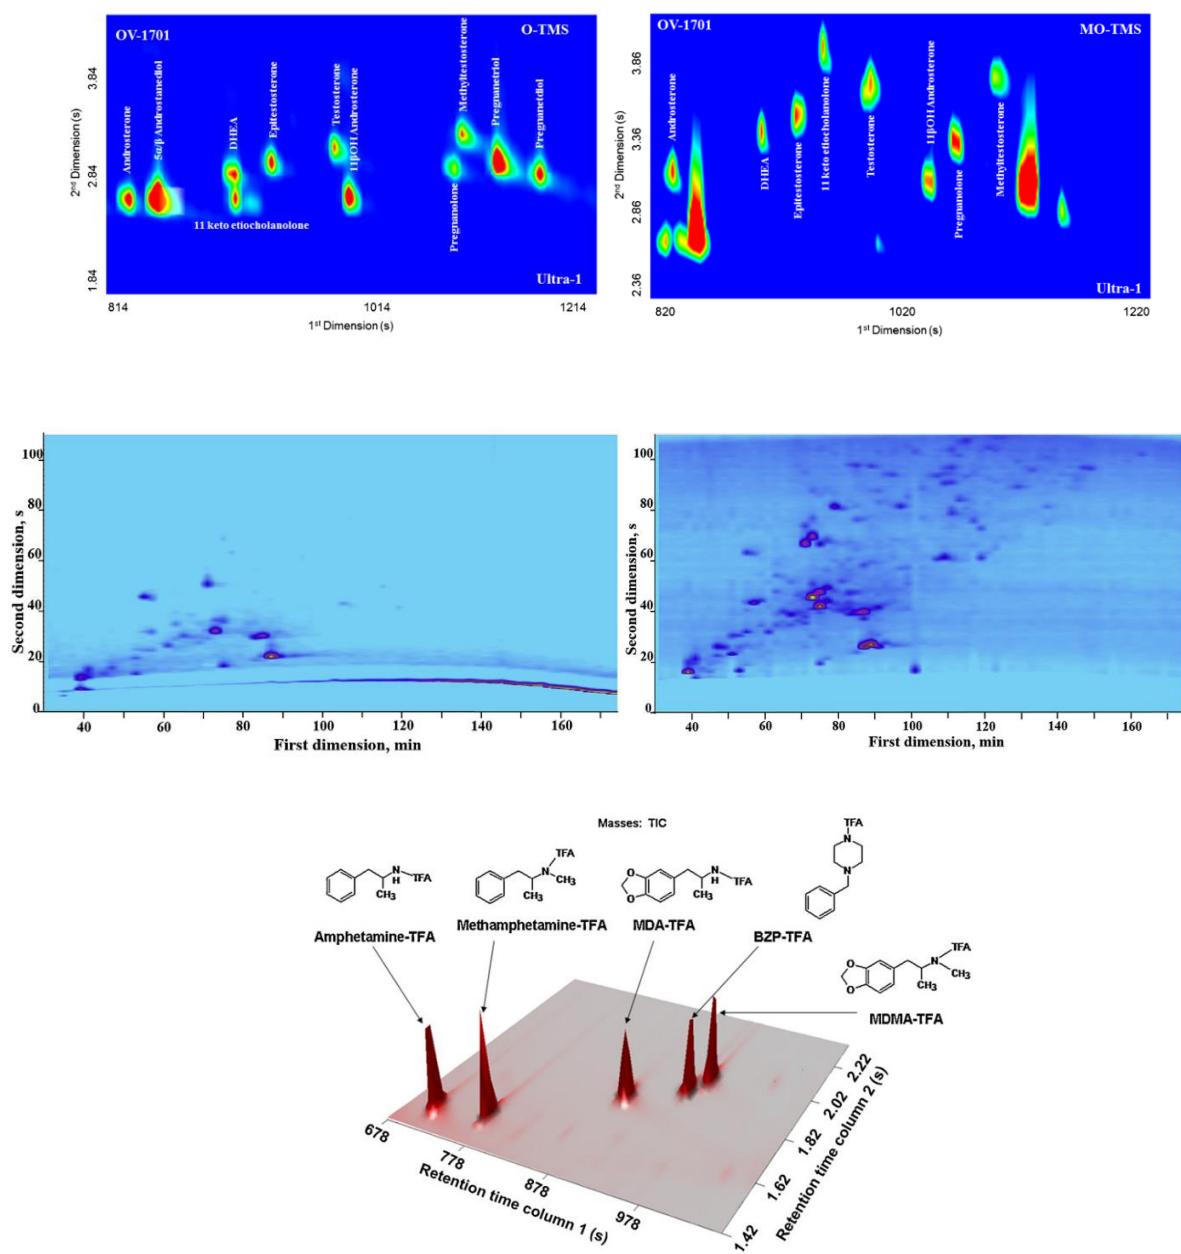 OV-1701
O-TMS
3.84
2.84
1.84
2nd Dimension (s)
Androsterone
5α/β Androstanediol
DHEA
Epitestosterone
Testosterone
11βOH Androsterone
Methyltestosterone
Pregnanetriol
Pregnanetdiol
11 keto etiocholanolone
Pregnanolone
Ultra-1
814
1014
1214
1st Dimension (s)
OV-1701
MO-TMS
3.86
3.36
2.86
2.36
2nd Dimension (s)
Androsterone
DHEA
Epitestosterone
11 keto etiocholanolone
Testosterone
11βOH Androsterone
Pregnanolone
Methyltestosterone
Ultra-1
820
1020
1220
1st Dimension (s)
100
80
60
40
20
0
Second dimension, s
40 60 80 100 120 140 160
First dimension, min
100
80
60
40
20
0
Second dimension, s
40 60 80 100 120 140 160
First dimension, min
Masses: TIC
TFA
N
N
N
H
TFA
CH3
TFA
N
CH3
CH3
O
O
N
H
TFA
CH3
Amphetamine-TFA
Methamphetamine-TFA
MDA-TFA
BZP-TFA
O
O
TFA
N
CH3
CH3
MDMA-TFA
678
778
878
978
Retention time column 1 (s)
1.42
1.62
1.82
2.02
2.22
Retention time column 2 (s)